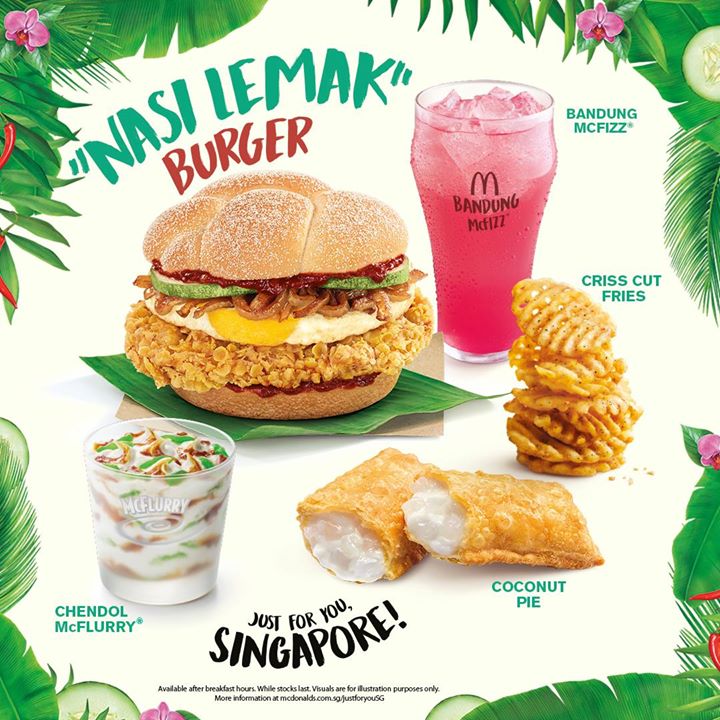 "NASI LEMAK"
BURGER
BANDUNG
MCFIZZ®
BANDUNG
McFIZZ
CRISS CUT
FRIES
MCFLURRY
CHENDOL
McFLURRY®
COCONUT
PIE
JUST FOR YOU,
SINGAPORE!
Available after breakfast hours. While stocks last. Visuals are for illustration purposes only.
More information at mcdonalds.com.sg/justforyouSG